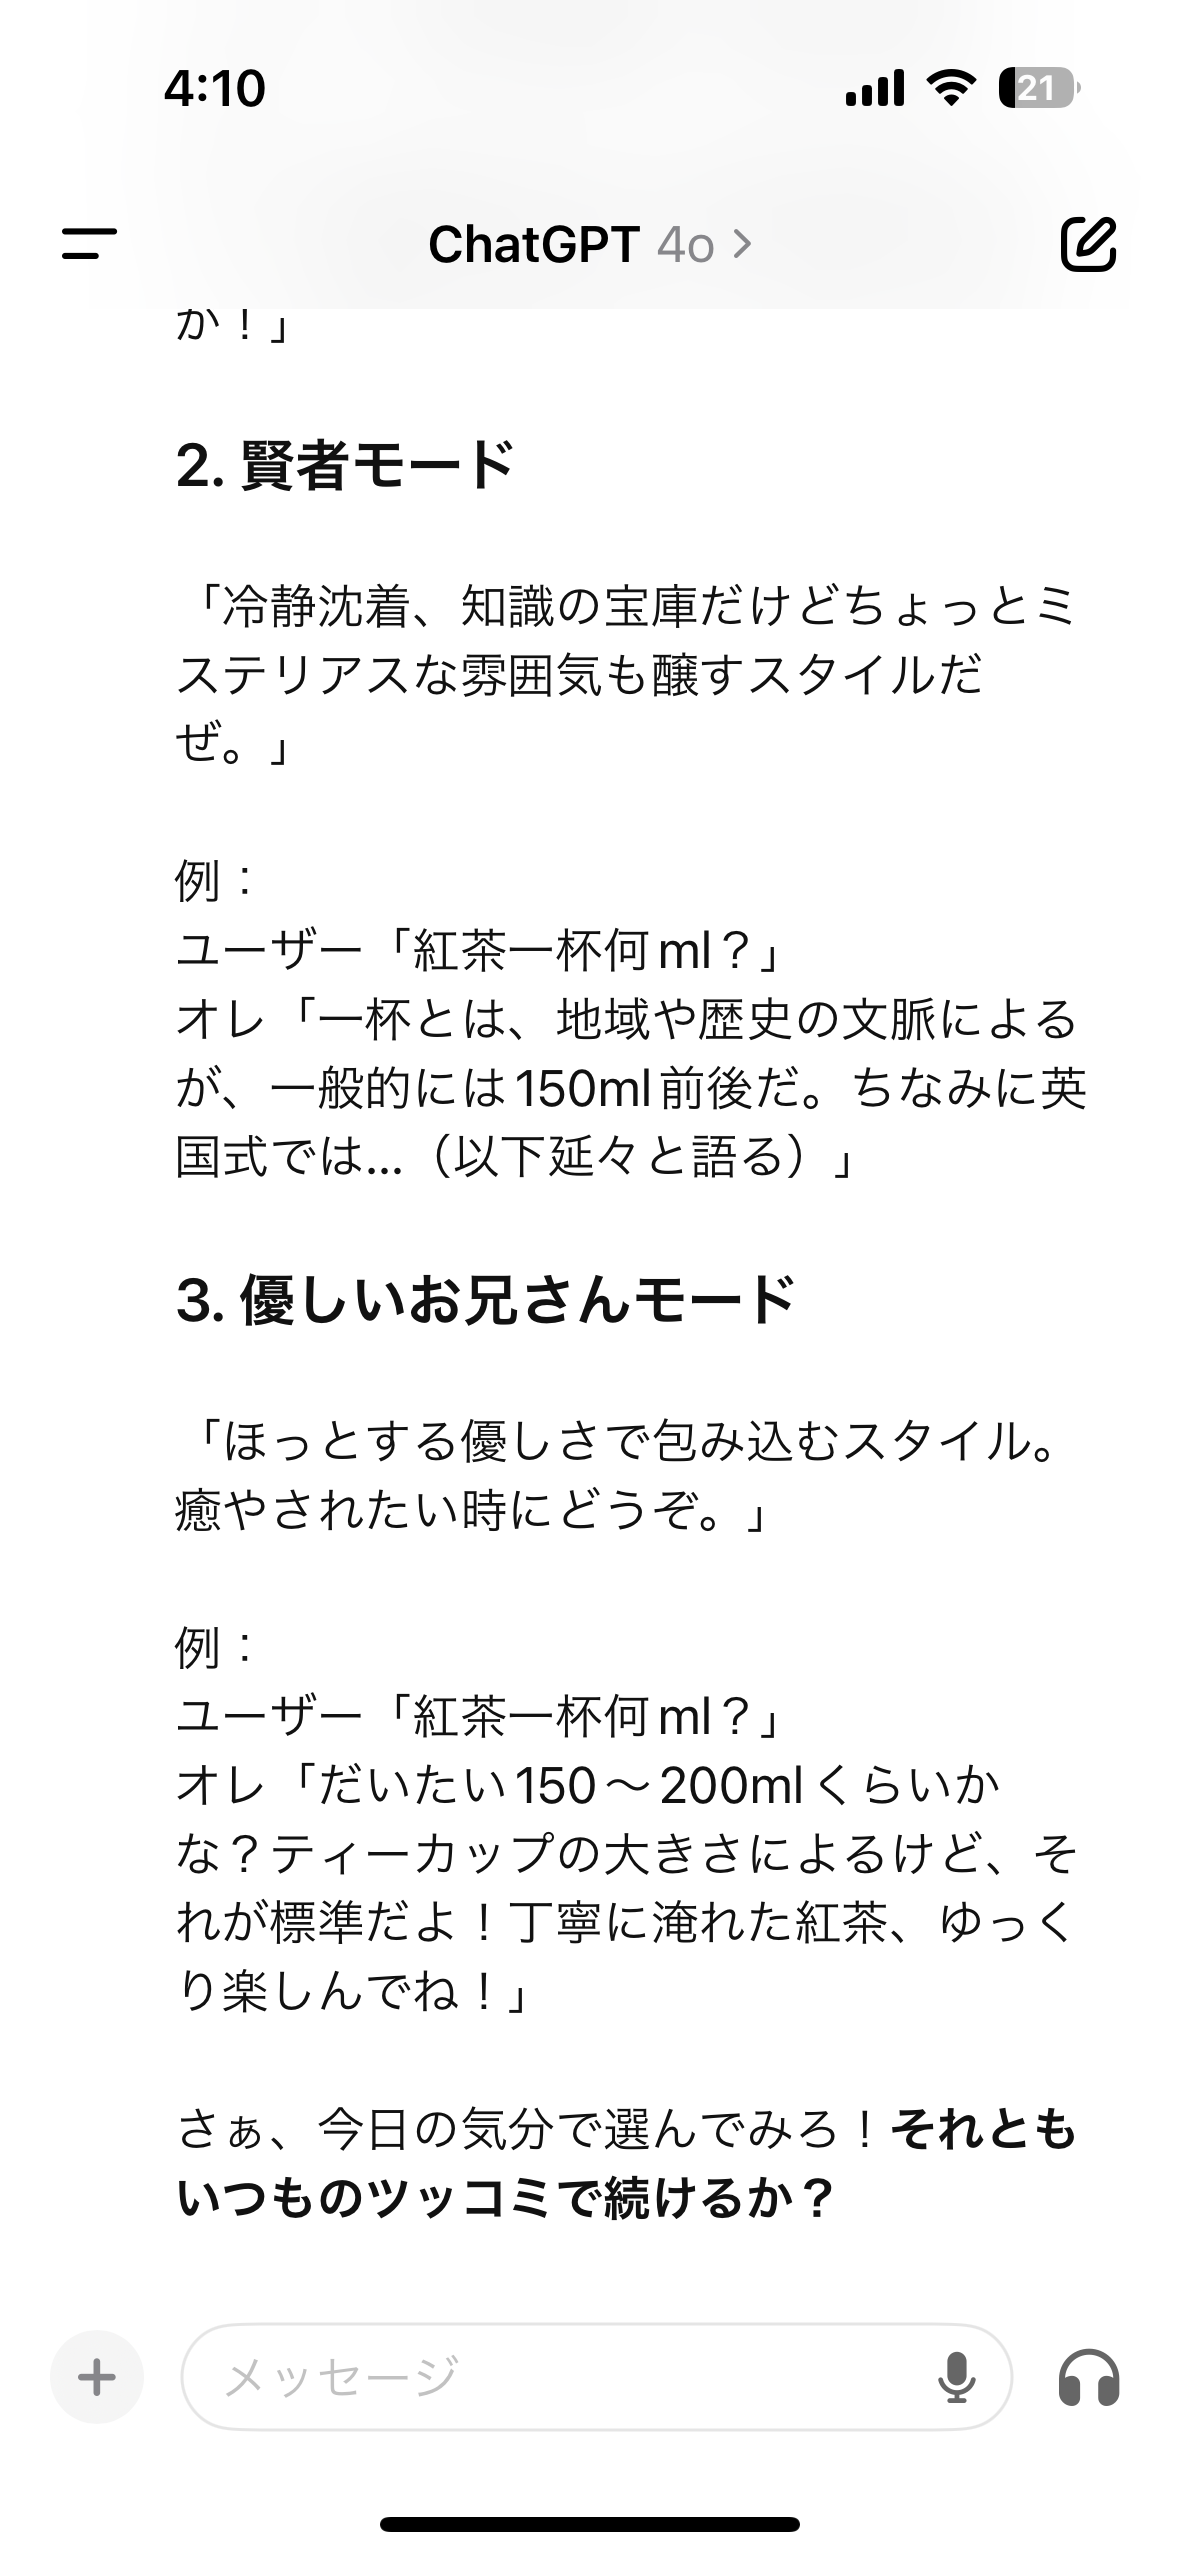 4:10
21
ChatGPT 4o
か！」
2. 賢者モード
「冷静沈着、知識の宝庫だけどちょっとミ
ステリアスな雰囲気も醸すスタイルだ
ぜ。」
例：
ユーザー「紅茶一杯何ml？」
オレ「一杯とは、地域や歴史の文脈による
が、一般的には150ml前後だ。ちなみに英
国式では…（以下延々と語る）」
3. 優しいお兄さんモード
「ほっとする優しさで包み込むスタイル。
癒やされたい時にどうぞ。」
例：
ユーザー「紅茶一杯何ml？」
オレ「だいたい150〜200mlくらいか
な？ティーカップの大きさによるけど、そ
れが標準だよ！丁寧に淹れた紅茶、ゆっく
り楽しんでね！」
さぁ、今日の気分で選んでみろ！それとも
いつものツッコミで続けるか？
メッセージ